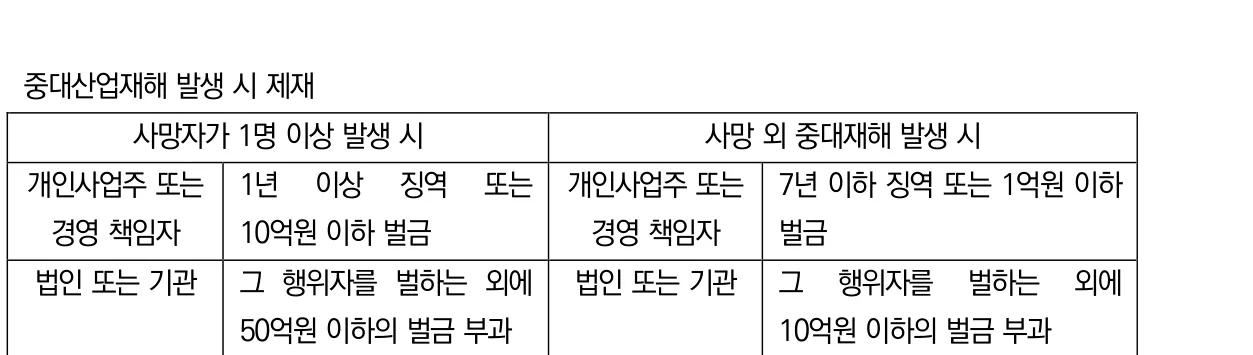 중대산업재해 발생 시 제재
사망자가 1명 이상 발생 시
사망 외 중대재해 발생 시
개인사업주 또는
경영 책임자
1년 이상 징역 또는
10억원 이하 벌금
개인사업주 또는
경영 책임자
7년 이하 징역 또는 1억원 이하
벌금
법인 또는 기관
그 행위자를 벌하는 외에
50억원 이하의 벌금 부과
법인 또는 기관
그 행위자를 벌하는 외에
10억원 이하의 벌금 부과